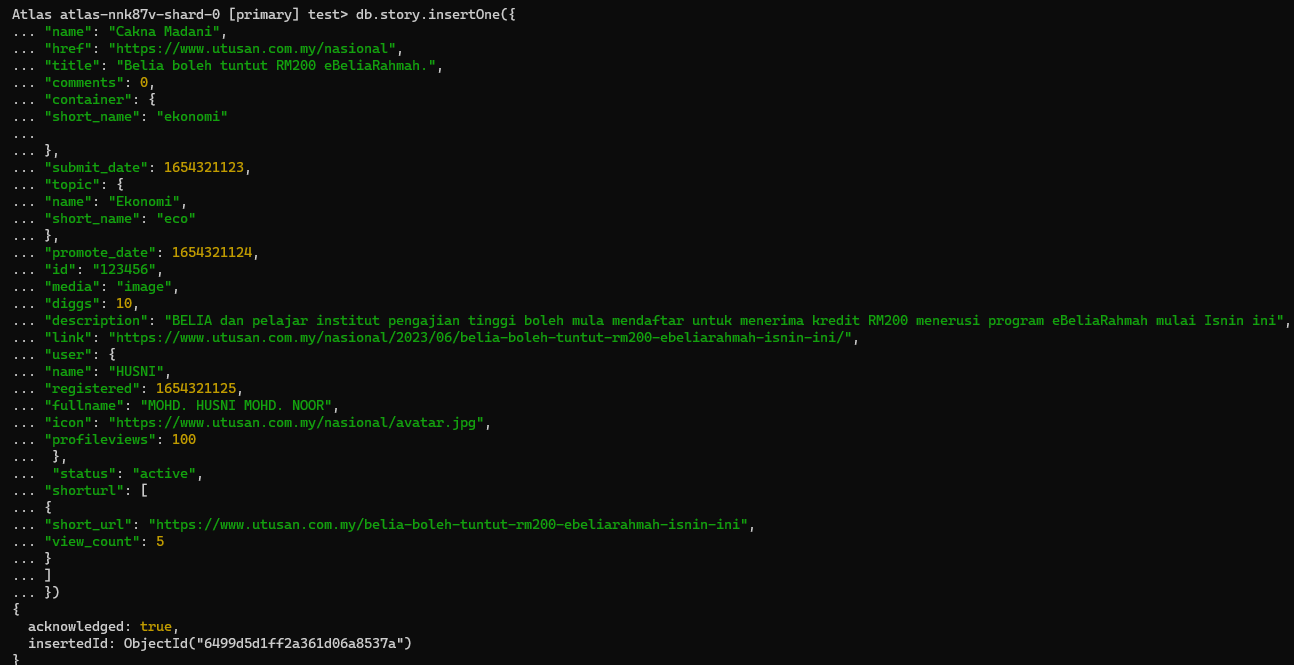 Atlas atlas-nnk87v-shard-0 [primary] test> db.story.insertOne({
... "name": "Cakna Madani",
... "href": "https://www.utusan.com.my/nasional",
... "title": "Belia boleh tuntut RM200 eBeliaRahmah.",
... "comments": 0,
... "container": {
... "short_name": "ekonomi"
...
... },
... "submit_date": 1654321123,
... "topic": {
... "name": "Ekonomi",
... "short_name": "eco"
... },
... "promote_date": 1654321124,
... "id": "123456",
... "media": "image",
... "diggs": 10,
... "description": "BELIA dan pelajar institut pengajian tinggi boleh mula mendaftar untuk menerima kredit RM200 menerusi program eBeliaRahmah mulai Isnin ini",
... "link": "https://www.utusan.com.my/nasional/2023/06/belia-boleh-tuntut-rm200-ebeliarahmah-isnin-ini/",
... "user": {
... "name": "HUSNI",
... "registered": 1654321125,
... "fullname": "MOHD. HUSNI MOHD. NOOR",
... "icon": "https://www.utusan.com.my/nasional/avatar.jpg",
... "profileviews": 100
...  },
...  "status": "active",
... "shorturl": [
... {
... "short_url": "https://www.utusan.com.my/belia-boleh-tuntut-rm200-ebeliarahmah-isnin-ini",
... "view_count": 5
... }
... ]
... })
{
  acknowledged: true,
  insertedId: ObjectId("6499d5d1ff2a361d06a8537a")
}